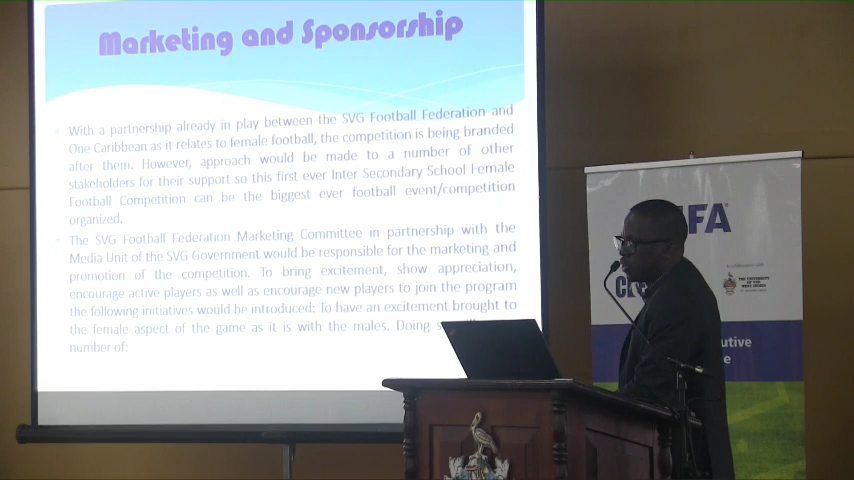 Marketing and Sponsorship
With a partnership already in play between the SVG Football Federation and
One Caribbean as it relates to female football, the competition is being branded
after them. However, approach would be made to a number of other
stakeholders for their support so this first ever Inter Secondary School Female
Football Competition can be the biggest ever football event/competition
organized.
The SVG Football Federation Marketing Committee in partnership with the
Media Unit of the SVG Government would be responsible for the marketing and
promotion of the competition. To bring excitement, show appreciation,
encourage active players as well as encourage new players to join the program
the following initiatives would be introduced: To have an excitement brought to
the female aspect of the game as it is with the males. Doing
number of:
FA
THE UNIVERSITY